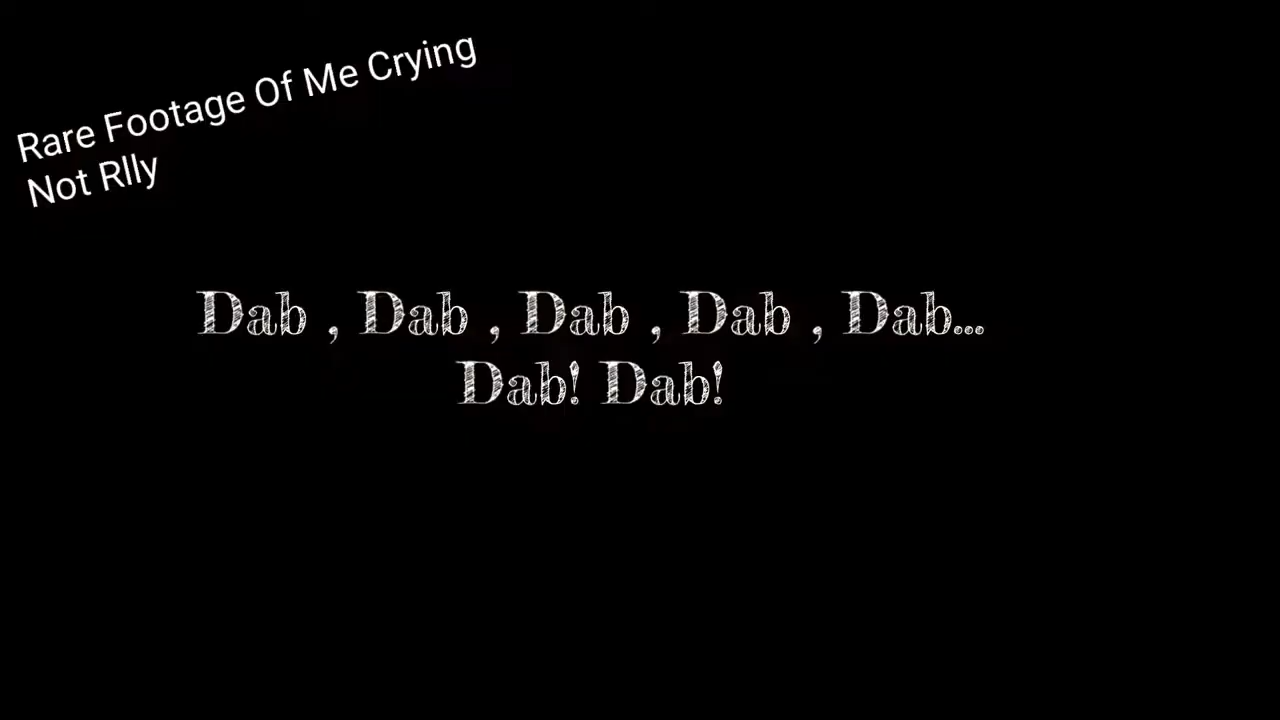 Rare Footage Of Me Crying
Not Rlly
Dab , Dab , Dab , Dab , Dab...
Dab! Dab!